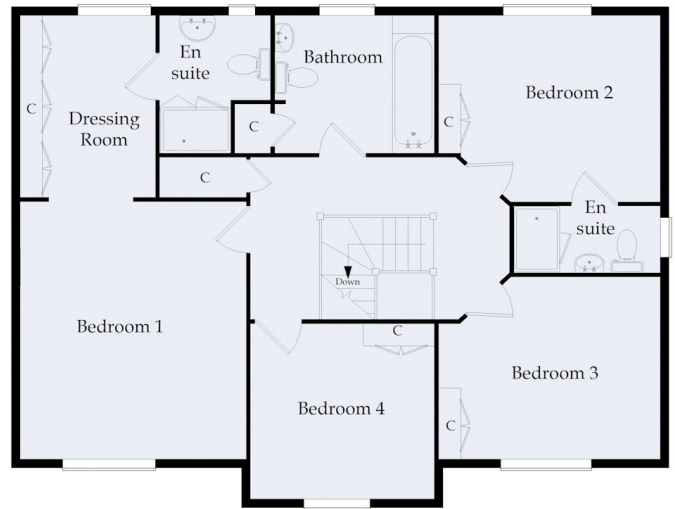 En
suite
Bathroom
Bedroom 2
C
Dressing
Room
C
C
C
En
suite
Down
Bedroom 1
C
Bedroom 3
Bedroom 4
C